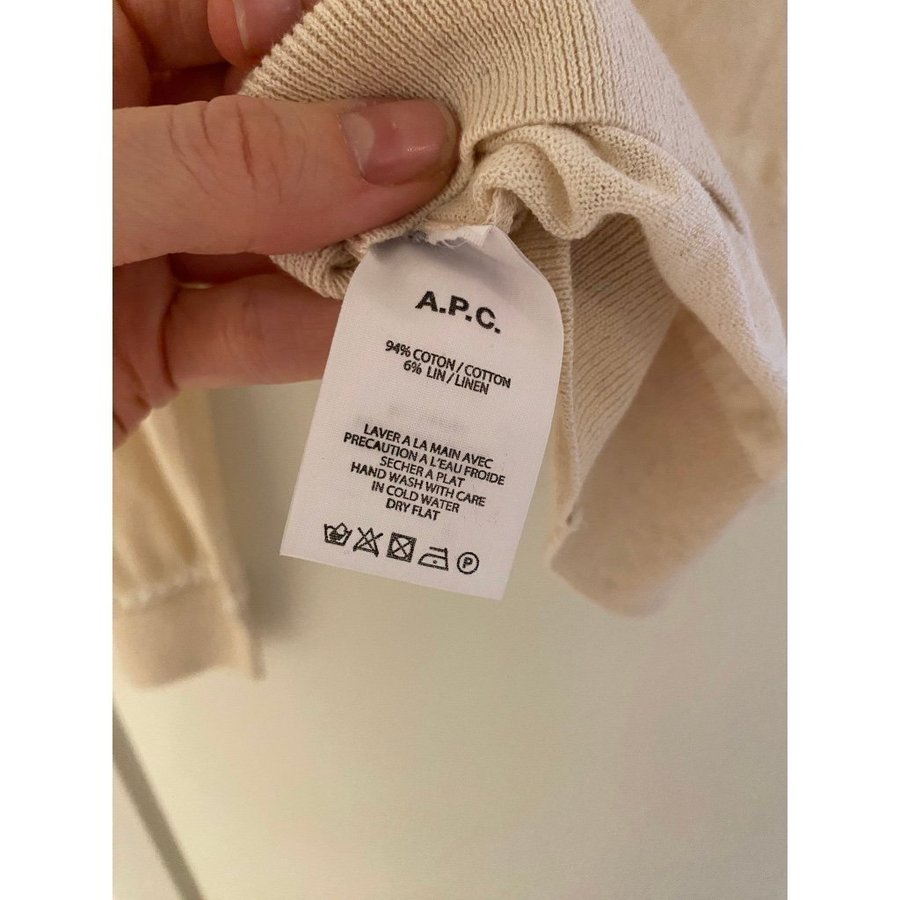 A.P.C.
94% COTON / COTTON
6% LIN / LINEN
LAVER A LA MAIN AVEC
PRECAUTION A L'EAU FROIDE
SECHER A PLAT
HAND WASH WITH CARE
IN COLD WATER
DRY FLAT
P